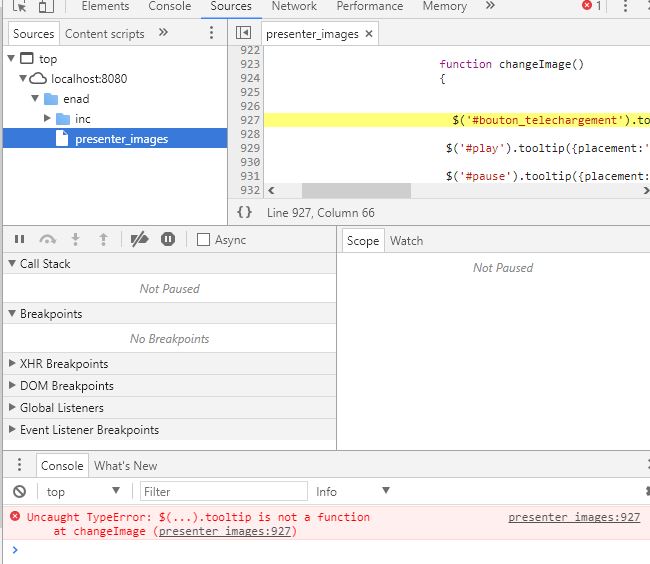 Elements Console Sources Network Performance Memory » 1
Sources Content scripts »
presenter_images ×
top
localhost:8080
enad
inc
presenter_images
922
923 function changeImage()
924 {
925
926
927 $('#bouton_telechargement').to
928
929 $('#play').tooltip({placement:'
930
931 $('#pause').tooltip({placement:
932
{} Line 927, Column 66
Async
Call Stack
Not Paused
Breakpoints
No Breakpoints
XHR Breakpoints
DOM Breakpoints
Global Listeners
Event Listener Breakpoints
Scope Watch
Not Paused
Console What's New
top Filter Info
Uncaught TypeError: $(...).tooltip is not a function presenter images:927
at changeImage (presenter images:927)